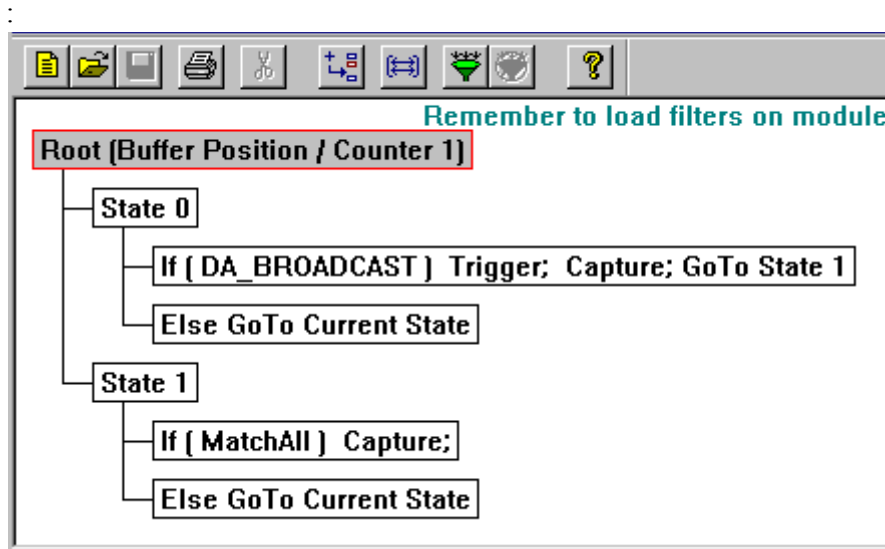 :
Remember to load filters on module
Root (Buffer Position / Counter 1)
State 0
If ( DA_BROADCAST ) Trigger; Capture; GoTo State 1
Else GoTo Current State
State 1
If ( MatchAll ) Capture;
Else GoTo Current State